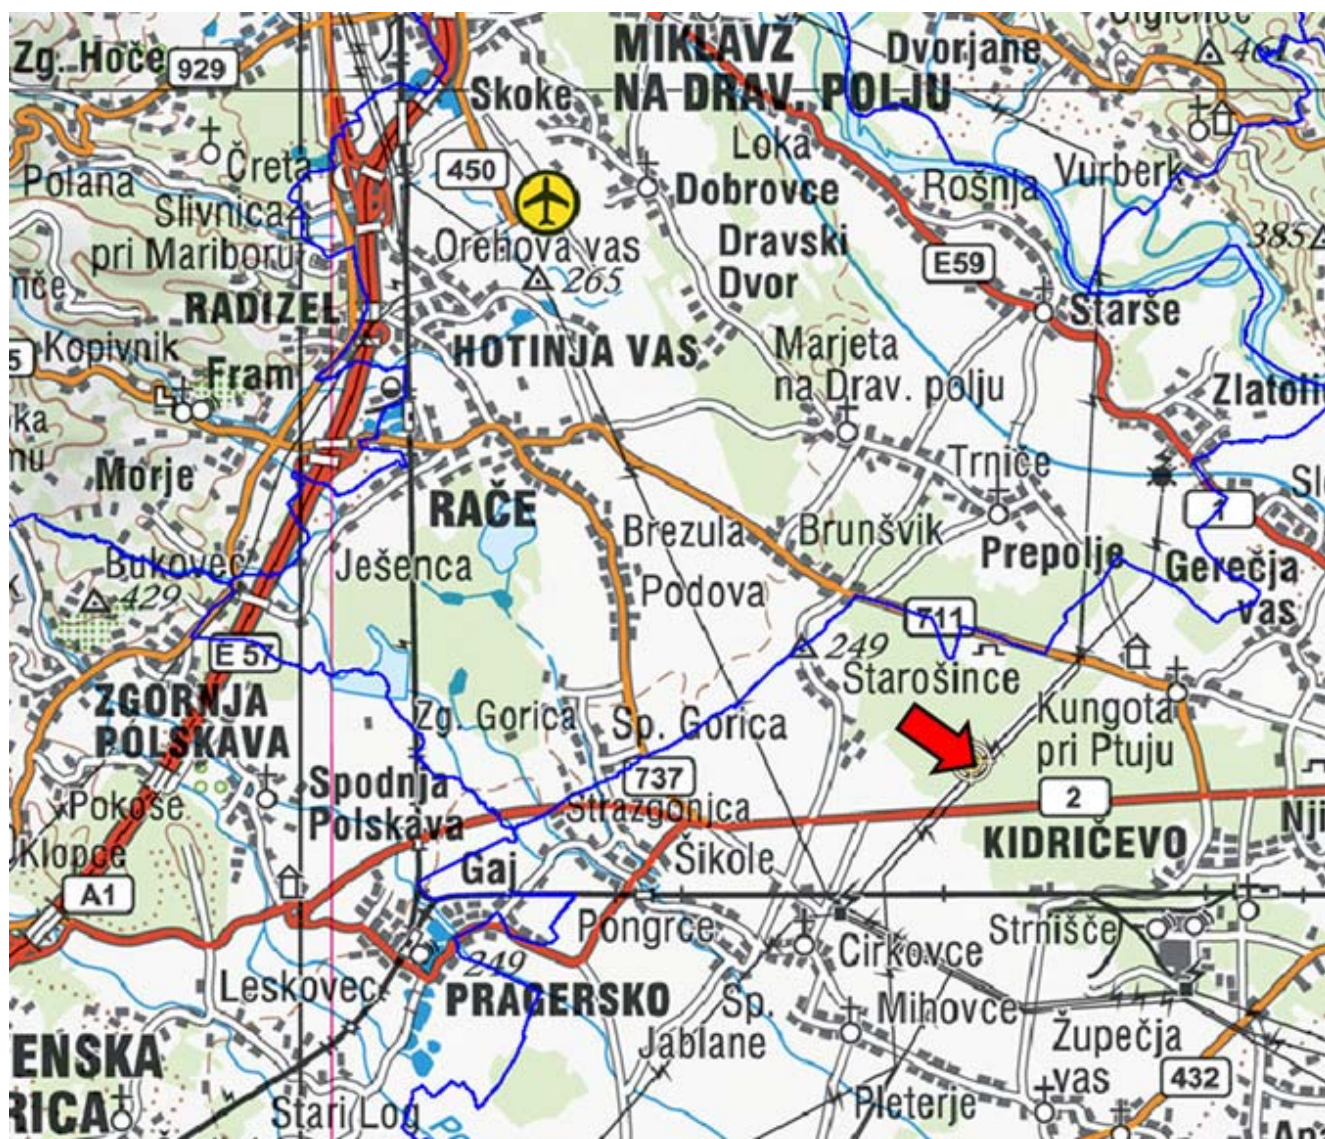 MIKLAVŽ
NA DRAV. POLJU
Dvorjane
461
Zg. Hoče
929
Skoke
Loka
Vurberk
Čreta
450
Polana
Dobrovce
Rošnja
Slivnica
pri Mariboru
Orehova vas
265
Dravski
Dvor
E59
385
RADIZEL
Starše
Kopivnik
Fram
HOTINJA VAS
Marjeta
na Drav. polju
Morje
Trniče
RAČE
Brezula
Brunšvik
1
Prepolje
Gerečja
vas
Bukovec
429
Ješenca
Podova
711
E 57
249
Starošince
ZGORNJA
POLSKAVA
Zg. Gorica
Sp. Gorica
Kungota
pri Ptuju
737
2
Spodnja
Polskava
Pokoše
Strazgonjca
Klopce
Gaj
Šikole
KIDRIČEVO
A1
Pongrce
Cirkovce
Strnišče
Leskovec
249
PRAGERSKO
Sp.
Jablane
Mihovce
Župečja
vas
432
Pleterje
Stari Log